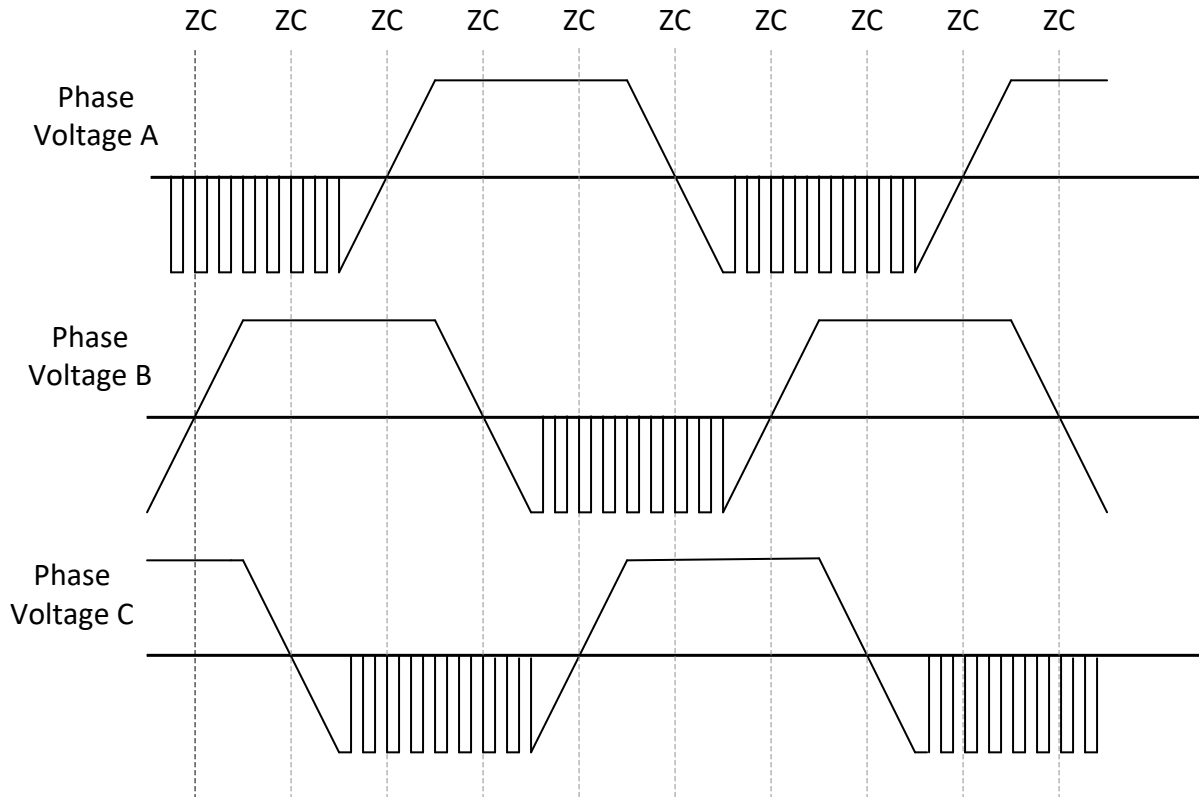 ZC ZC ZC ZC ZC ZC ZC ZC ZC ZC
Phase
Voltage A
Phase
Voltage B
Phase
Voltage C